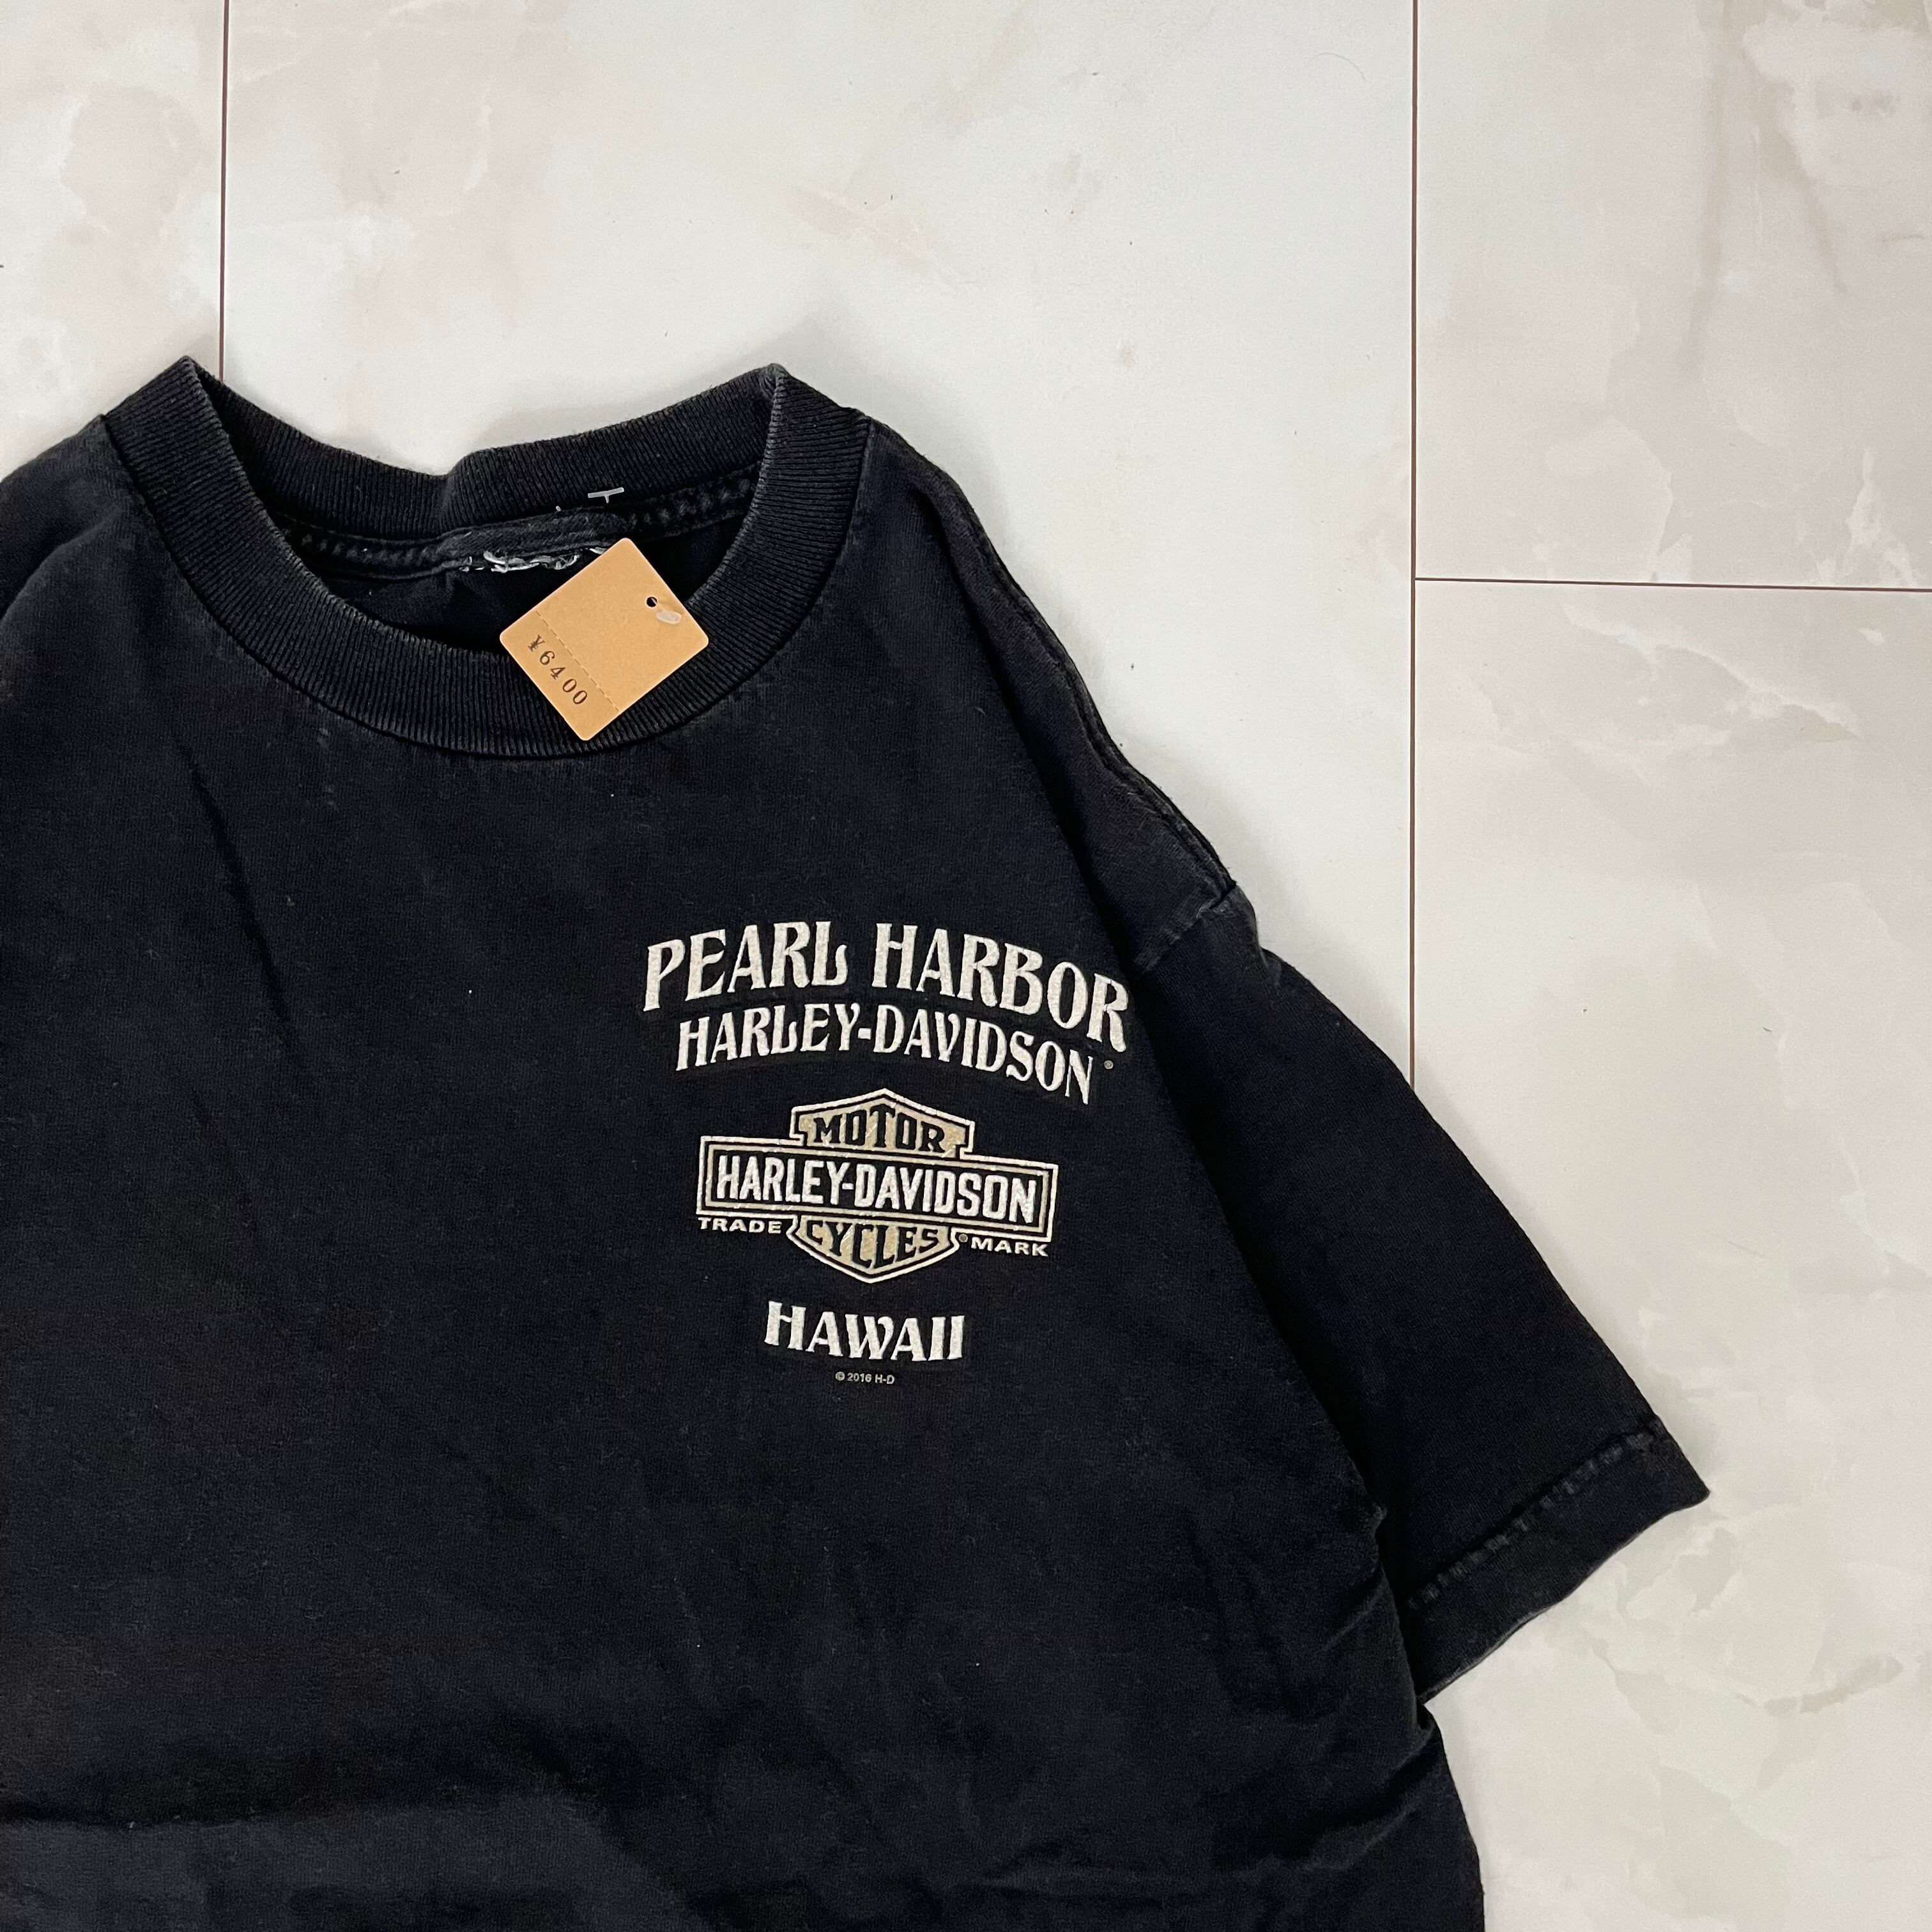 ¥6400
PEARL HARBOR
HARLEY-DAVIDSON®
MOTOR
HARLEY-DAVIDSON
TRADE CYCLES ® MARK
HAWAII
© 2016 H-D